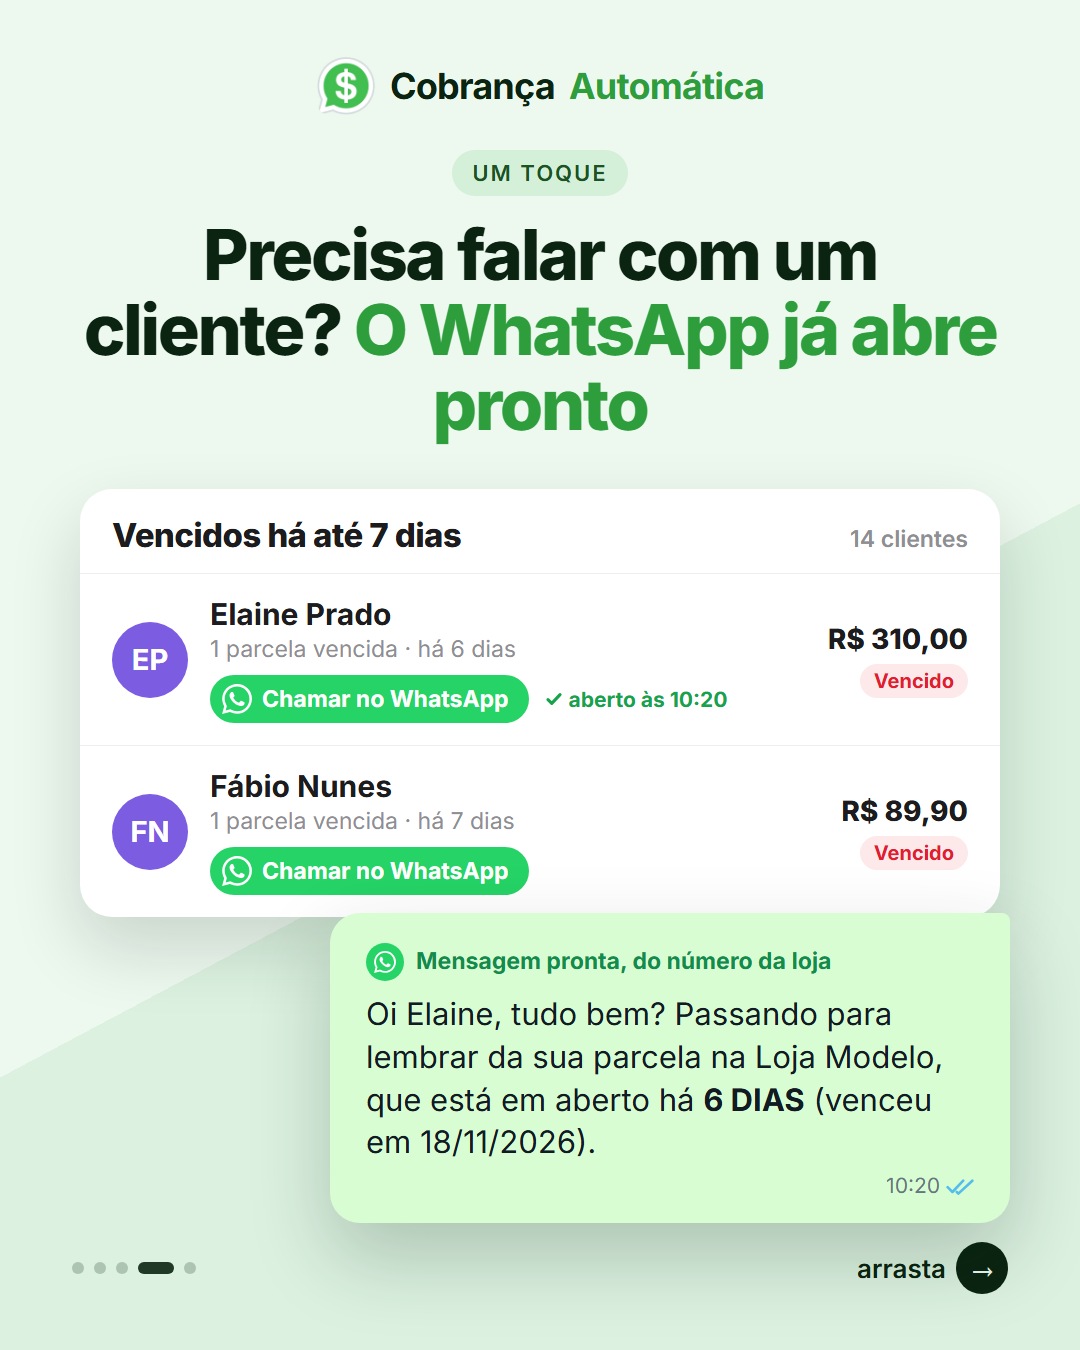 $ Cobrança Automática
UM TOQUE
Precisa falar com um
cliente? O WhatsApp já abre
pronto
Vencidos há até 7 dias
14 clientes
EP
Elaine Prado
1 parcela vencida · há 6 dias
Chamar no WhatsApp
✓ aberto às 10:20
R$ 310,00
Vencido
FN
Fábio Nunes
1 parcela vencida · há 7 dias
Chamar no WhatsApp
R$ 89,90
Vencido
Mensagem pronta, do número da loja
Oi Elaine, tudo bem? Passando para
lembrar da sua parcela na Loja Modelo,
que está em aberto há 6 DIAS (venceu
em 18/11/2026).
10:20
arrasta →